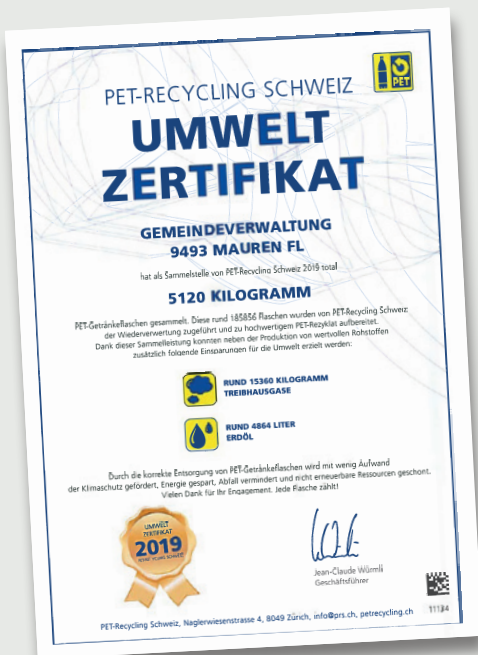 PET
PET-RECYCLING SCHWEIZ
UMWELT
ZERTIFIKAT
GEMEINDEVERWALTUNG
9493 MAUREN FL
hat als Sammelstelle von PET-Recycling Schweiz 2019 total
5120 KILOGRAMM
PET-Getränkeflaschen gesammelt. Diese rund 185856 Flaschen wurden von PET-Recycling Schweiz
der Wiederverwertung zugeführt und zu hochwertigem PET-Rezyklat aufbereitet.
Dank dieser Sammelleistung konnten neben der Produktion von wertvollen Rohstoffen
zusätzlich folgende Einsparungen für die Umwelt erzielt werden:
RUND 15360 KILOGRAMM
TREIBHAUSGASE
RUND 4864 LITER
ERDÖL
Durch die korrekte Entsorgung von PET-Getränkeflaschen wird mit wenig Aufwand
der Klimaschutz gefördert, Energie gespart, Abfall vermindert und nicht erneuerbare Ressourcen geschont.
Vielen Dank für Ihr Engagement. Jede Flasche zählt!
UMWELT
ZERTIFIKAT
2019
Jean-Claude Würmli
Geschäftsführer
11134
PET-Recycling Schweiz, Naglerwiesenstrasse 4, 8049 Zürich, info@prs.ch, petrecycling.ch